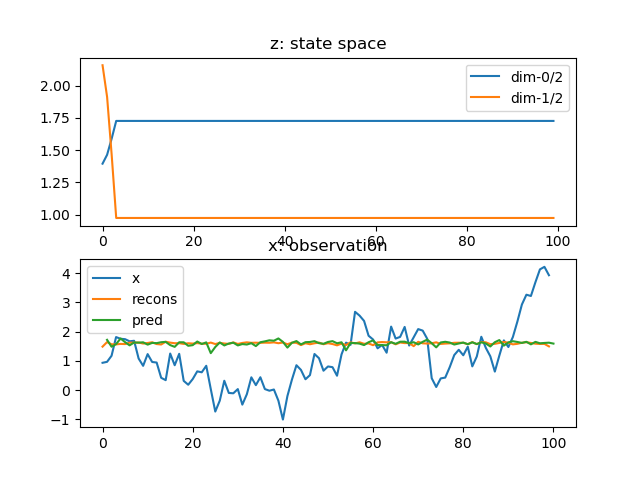 z: state space
2.00
1.75
1.50
1.25
1.00
dim-0/2
dim-1/2
0 20 40 60 80 100
x: observation
4
3
2
1
0
−1
x
recons
pred
0 20 40 60 80 100